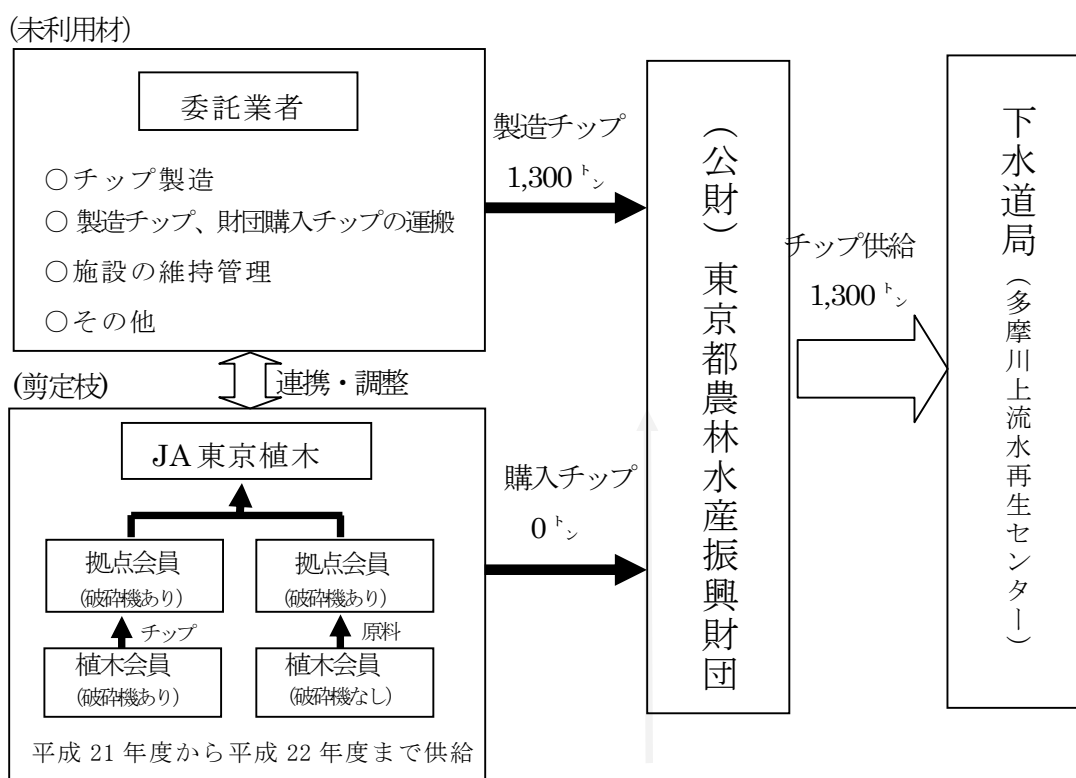 (未利用材)
委託業者
○チップ製造
○ 製造チップ、財団購入チップの運搬
○施設の維持管理
○その他
製造チップ
1,300 ㌧
(剪定枝)
連携・調整
JA東京植木
拠点会員
(破砕機あり)
拠点会員
(破砕機あり)
チップ
原料
植木会員
(破砕機あり)
植木会員
(破砕機なし)
平成 21 年度から平成 22 年度まで供給
購入チップ
0 ㌧
(公財)東京都農林水産振興財団
チップ供給
1,300 ㌧
下水道局(多摩川上流水再生センター)